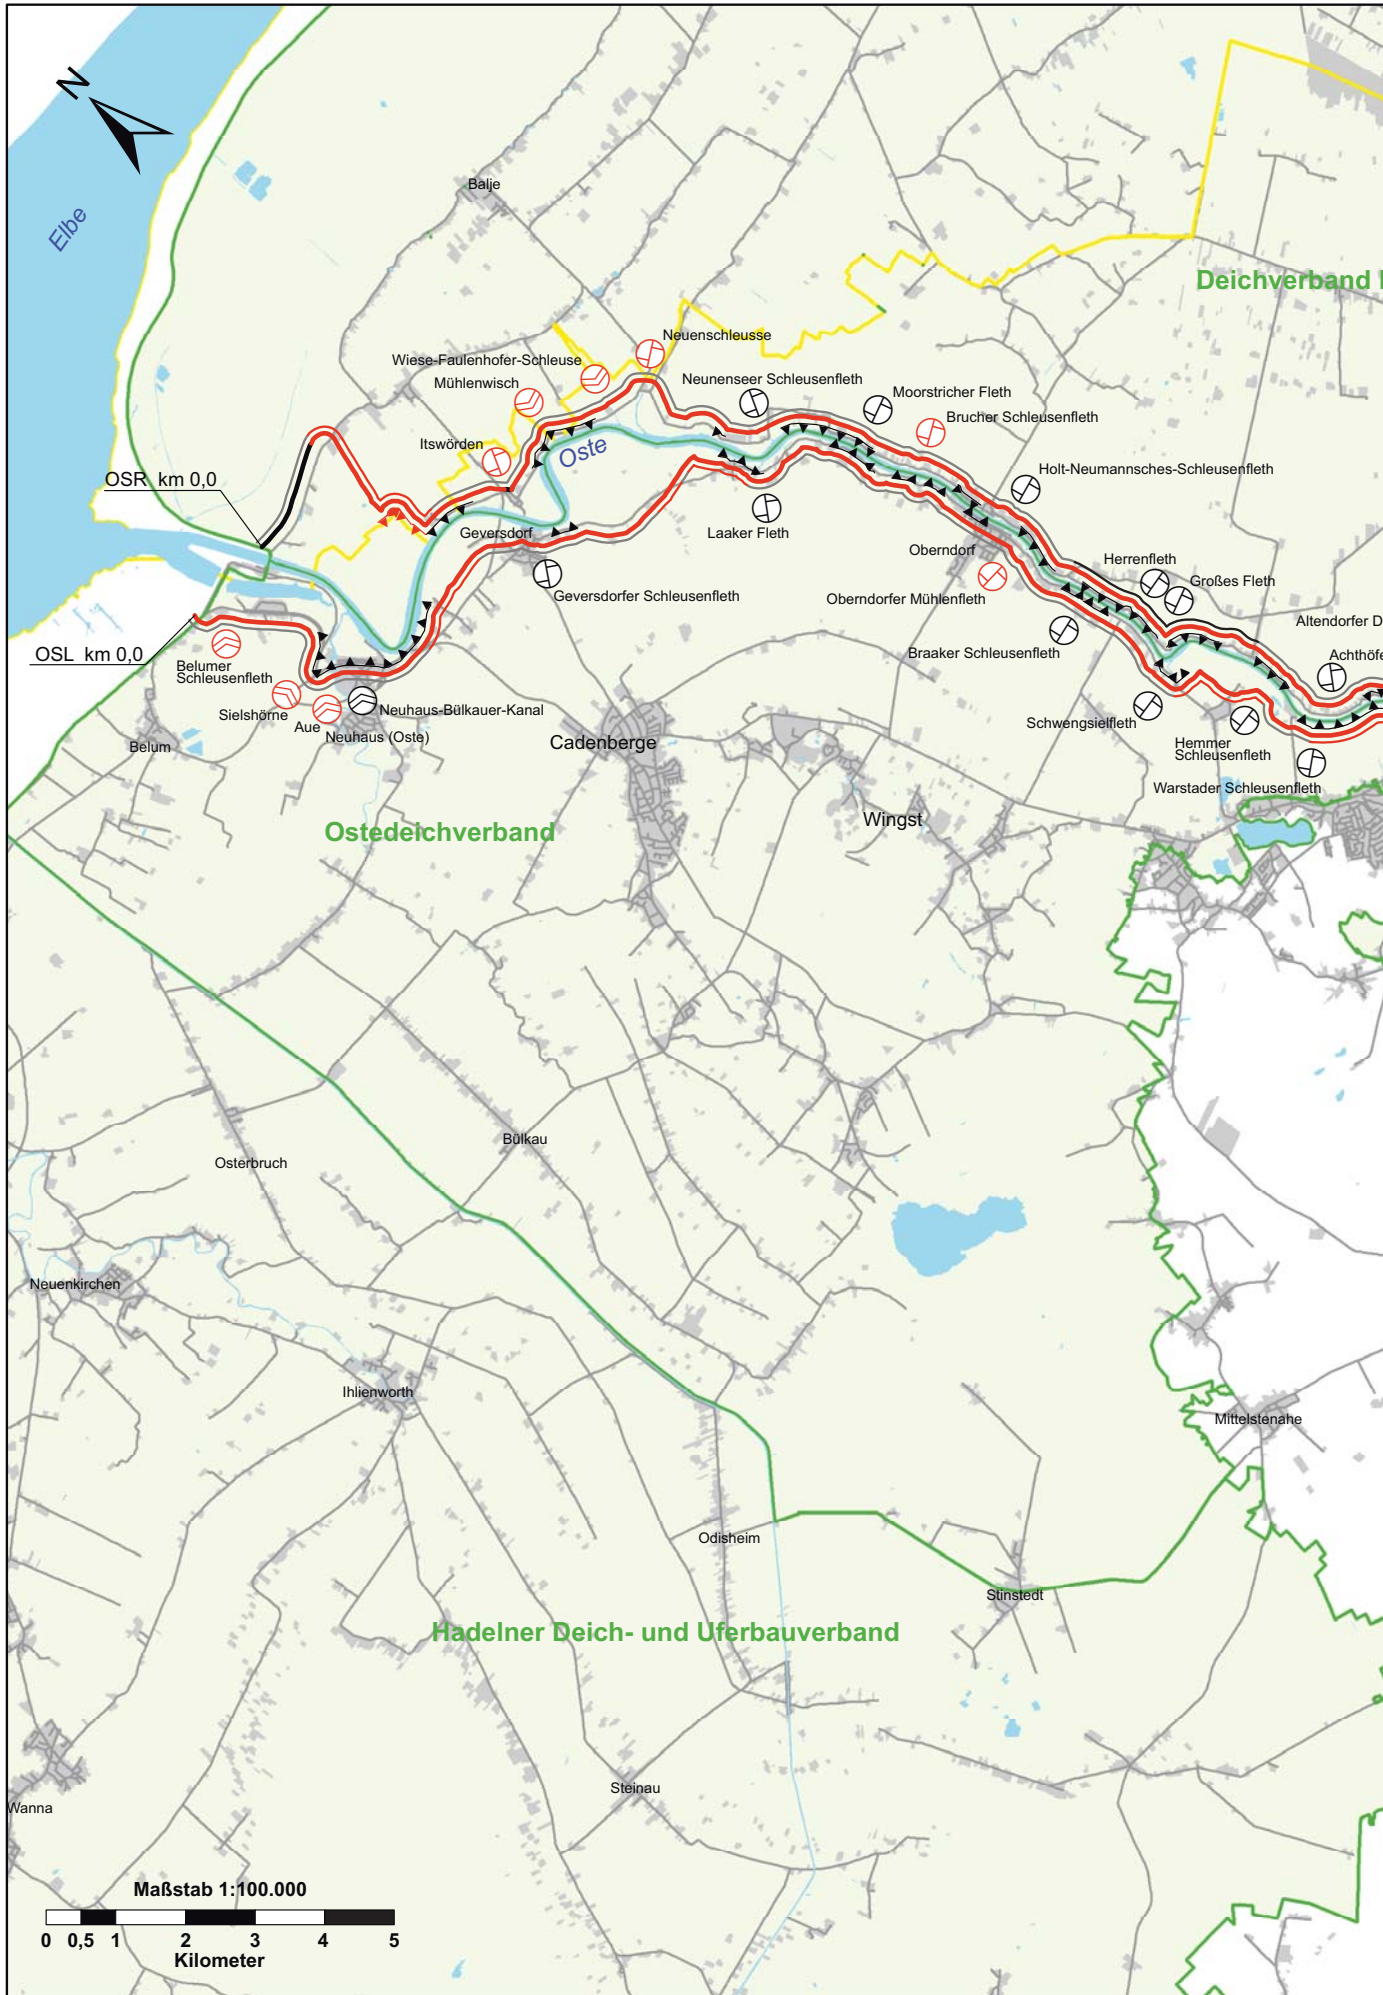 N
Elbe
Balje
Deichverband
Neuenschleusse
Wiese-Faulenhofer-Schleuse
Mühlenwisch
Neunenseer Schleusenfleth
Moorstricher Fleth
Brucher Schleusenfleth
Itswörden
Oste
Holt-Neumannsches-Schleusenfleth
OSR km 0,0
Geversdorf
Laaker Fleth
Oberndorf
Herrenfleth
Großes Fleth
Geversdorfer Schleusenfleth
Oberndorfer Mühlenfleth
Altendorfer D
Braaker Schleusenfleth
OSL km 0,0
Achthöfe
Belumer
Schleusenfleth
Sielshörne
Aue
Neuhaus-Bülkauer-Kanal
Neuhaus (Oste)
Schwengsielfleth
Belum
Cadenberge
Hemmer
Schleusenfleth
Warstader Schleusenfleth
Wingst
Ostedeichverband
Bülkau
Osterbruch
Neuenkirchen
Ihlienworth
Mittelstenahe
Odisheim
Stinstedt
Hadelner Deich- und Uferbauverband
Steinau
Wanna
Maßstab 1:100.000
0 0,5 1 2 3 4 5
Kilometer